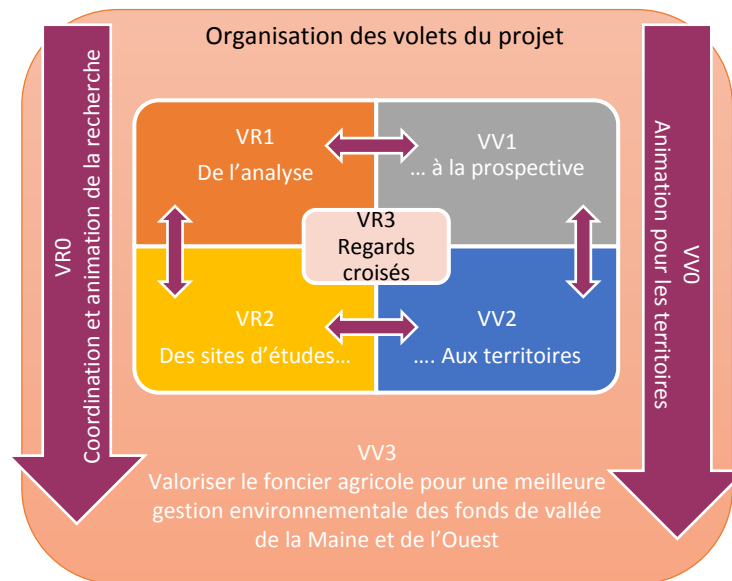 Organisation des volets du projet
VR0
Coordination et animation de la recherche
VR1
De l’analyse
VV1
… à la prospective
VR3
Regards
croisés
VR2
Des sites d’études…
VV2
…. Aux territoires
VV0
Animation pour les territoires
VV3
Valoriser le foncier agricole pour une meilleure
gestion environnementale des fonds de vallée
de la Maine et de l’Ouest